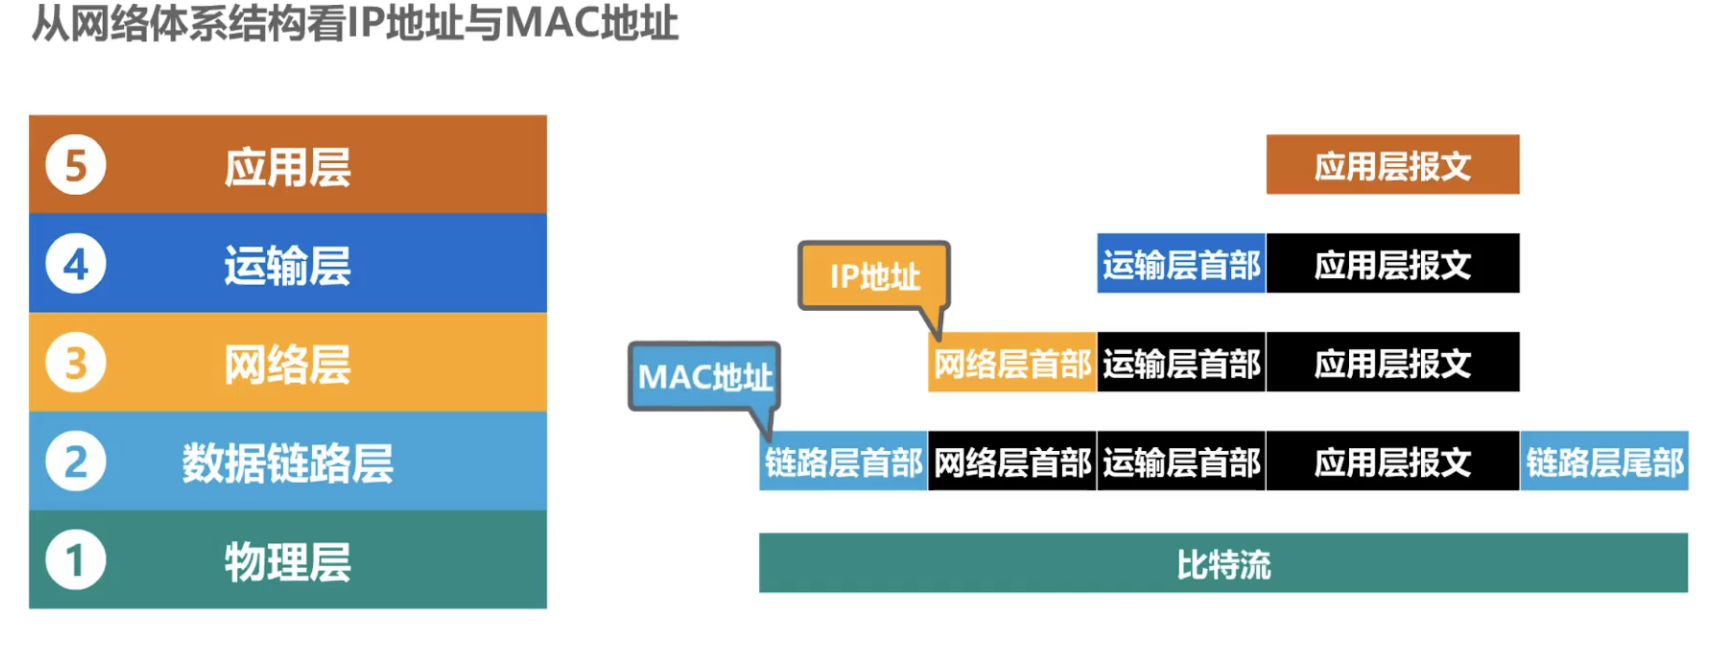 从网络体系结构看IP地址与MAC地址
5 应用层
应用层报文
4 运输层
运输层首部 应用层报文
IP地址
3 网络层
网络层首部 运输层首部 应用层报文
MAC地址
2 数据链路层
链路层首部 网络层首部 运输层首部 应用层报文 链路层尾部
1 物理层
比特流